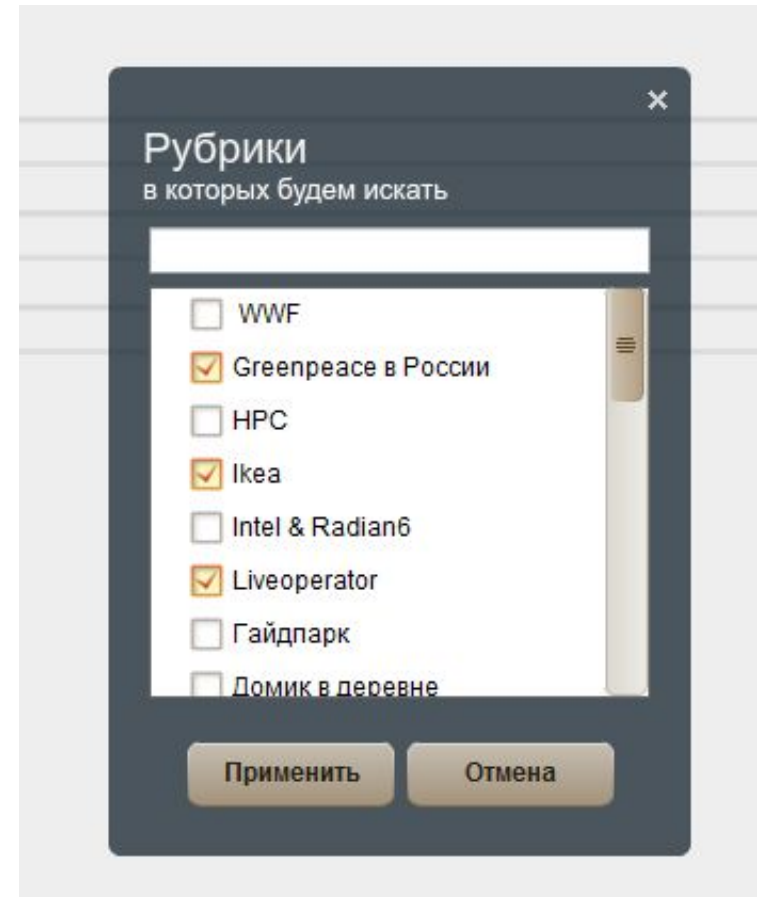 Рубрики
в которых будем искать
WWF
Greenpeace в России
HPC
Ikea
Intel & Radian6
Liveoperator
Гайдпарк
Домик в деревне
Применить
Отмена